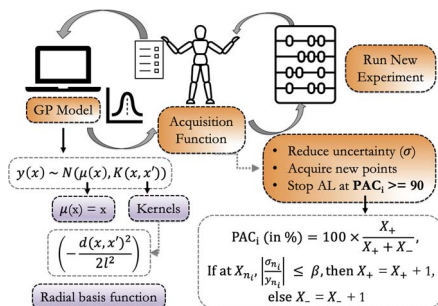 GP Model
Acquisition
Function
Run New
Experiment
• Reduce uncertainty (σ)
• Acquire new points
• Stop AL at PACᵢ >= 90
y(x) ~ N(μ(x), K(x, x′))
μ(x) = x
Kernels
(− d(x, x′)² / 2l²)
Radial basis function
PACᵢ (in %) = 100 × X₊ / (X₊ + X₋),
If at Xₙᵢ, |σₙᵢ / yₙᵢ| ≤ β, then X₊ = X₊ + 1,
else X₋ = X₋ + 1